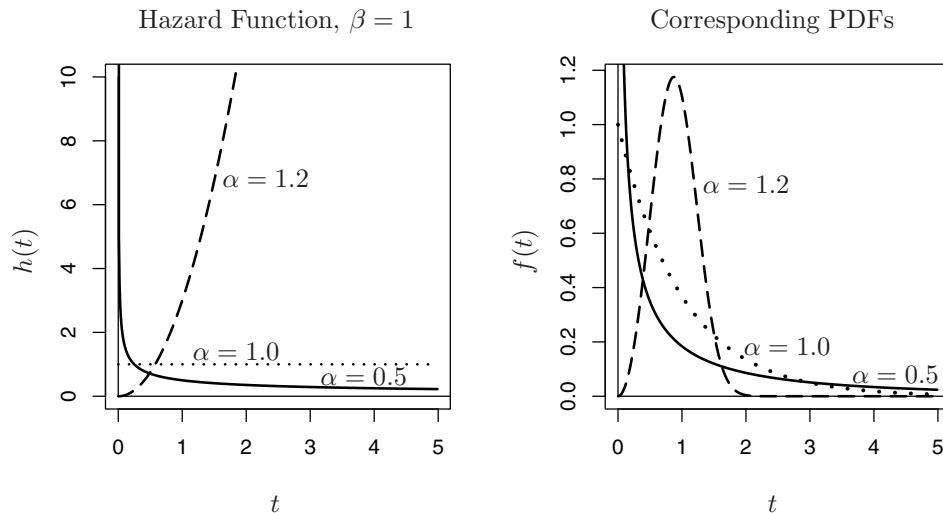 Hazard Function, β = 1
10
8
6
4
2
0
h(t)
α = 1.2
α = 1.0
α = 0.5
0 1 2 3 4 5
t
Corresponding PDFs
1.2
1.0
0.8
0.6
0.4
0.2
0.0
f(t)
α = 1.2
α = 1.0
α = 0.5
0 1 2 3 4 5
t